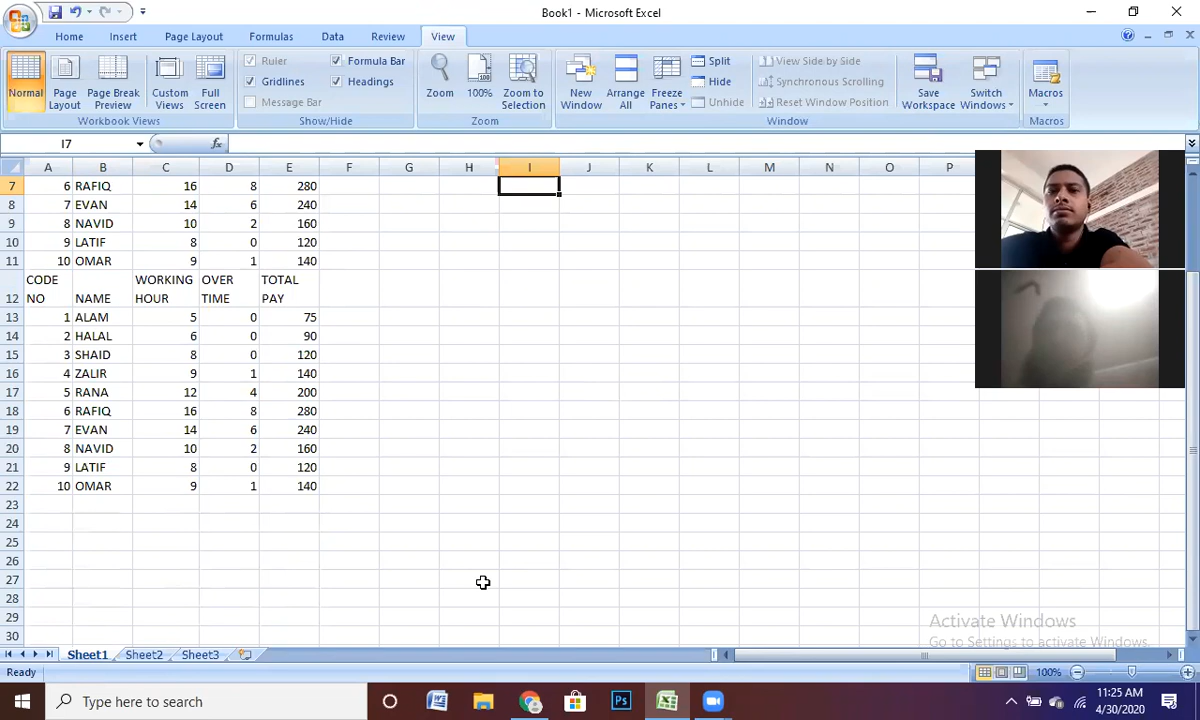 Book1 - Microsoft Excel
Home Insert Page Layout Formulas Data Review View
Normal Page Layout Page Break Preview Custom Views Full Screen
Workbook Views
Ruler Formula Bar
Gridlines Headings
Message Bar
Show/Hide
Zoom 100% Zoom to Selection
Zoom
New Window Arrange All Freeze Panes
Split View Side by Side
Hide Synchronous Scrolling
Unhide Reset Window Position
Window
Save Workspace Switch Windows
Macros
Macros
I7 fx
A B C D E F G H I J K L M N O P
7 6 RAFIQ 16 8 280
8 7 EVAN 14 6 240
9 8 NAVID 10 2 160
10 9 LATIF 8 0 120
11 10 OMAR 9 1 140
CODE WORKING OVER TOTAL
12 NO NAME HOUR TIME PAY
13 1 ALAM 5 0 75
14 2 HALAL 6 0 90
15 3 SHAID 8 0 120
16 4 ZALIR 9 1 140
17 5 RANA 12 4 200
18 6 RAFIQ 16 8 280
19 7 EVAN 14 6 240
20 8 NAVID 10 2 160
21 9 LATIF 8 0 120
22 10 OMAR 9 1 140
23
24
25
26
27
28
29
30
Activate Windows
Go to Settings to activate Windows.
Sheet1 Sheet2 Sheet3
Ready 100%
Type here to search
11:25 AM
4/30/2020